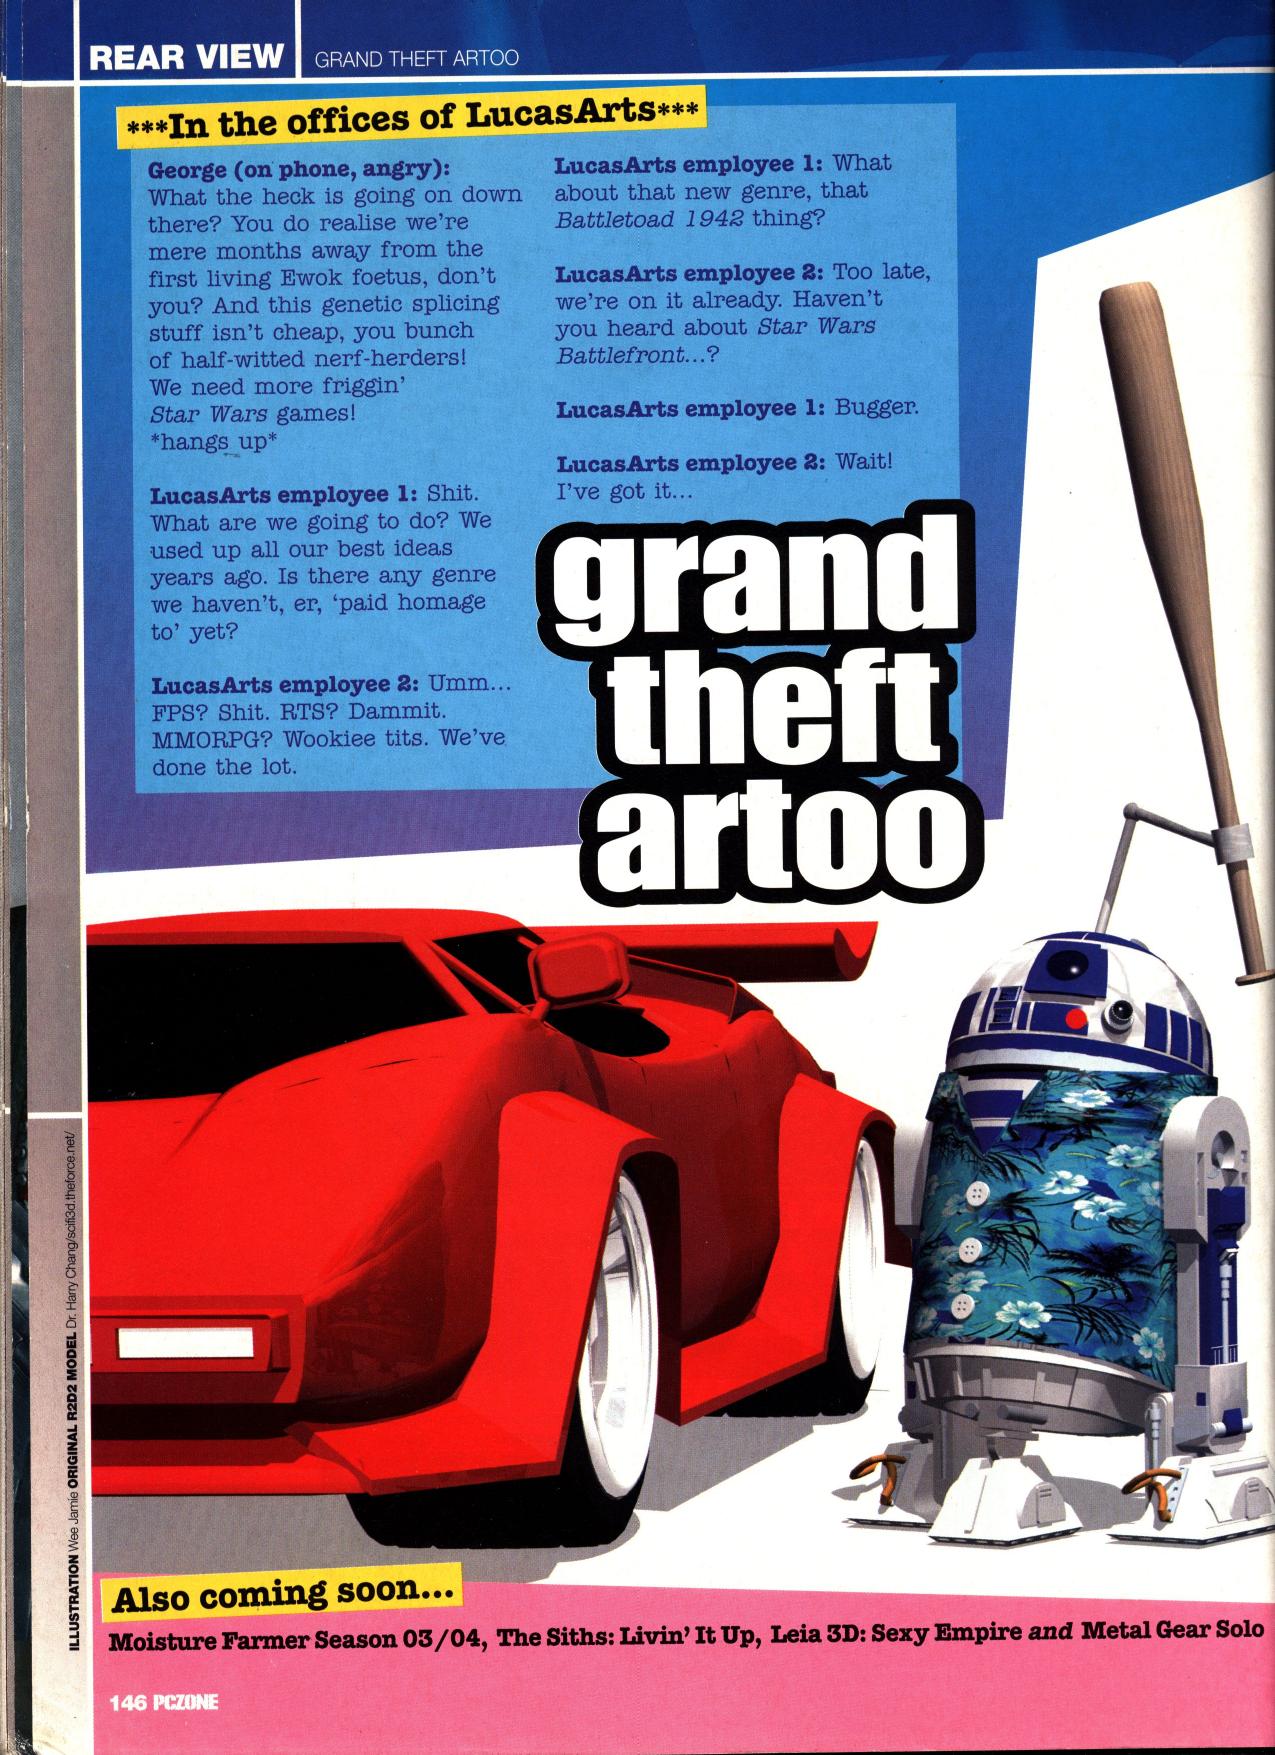 REAR VIEW
GRAND THEFT ARTOO
***In the offices of LucasArts***
George (on phone, angry):
What the heck is going on down
there? You do realise we're
mere months away from the
first living Ewok foetus, don't
you? And this genetic splicing
stuff isn't cheap, you bunch
of half-witted nerf-herders!
We need more friggin'
Star Wars games!
*hangs up*
LucasArts employee 1: Shit.
What are we going to do? We
used up all our best ideas
years ago. Is there any genre
we haven't, er, 'paid homage
to' yet?
LucasArts employee 2: Umm...
FPS? Shit. RTS? Dammit.
MMORPG? Wookiee tits. We've
done the lot.
LucasArts employee 1: What
about that new genre, that
Battletoad 1942 thing?
LucasArts employee 2: Too late,
we're on it already. Haven't
you heard about Star Wars
Battlefront...?
LucasArts employee 1: Bugger.
LucasArts employee 2: Wait!
I've got it...
grand
theft
artoo
ILLUSTRATION Wee Jamie ORIGINAL R2D2 MODEL Dr. Harry Chang/scifi3d.theforce.net/
Also coming soon...
Moisture Farmer Season 03/04, The Siths: Livin' It Up, Leia 3D: Sexy Empire and Metal Gear Solo
146 PCZONE